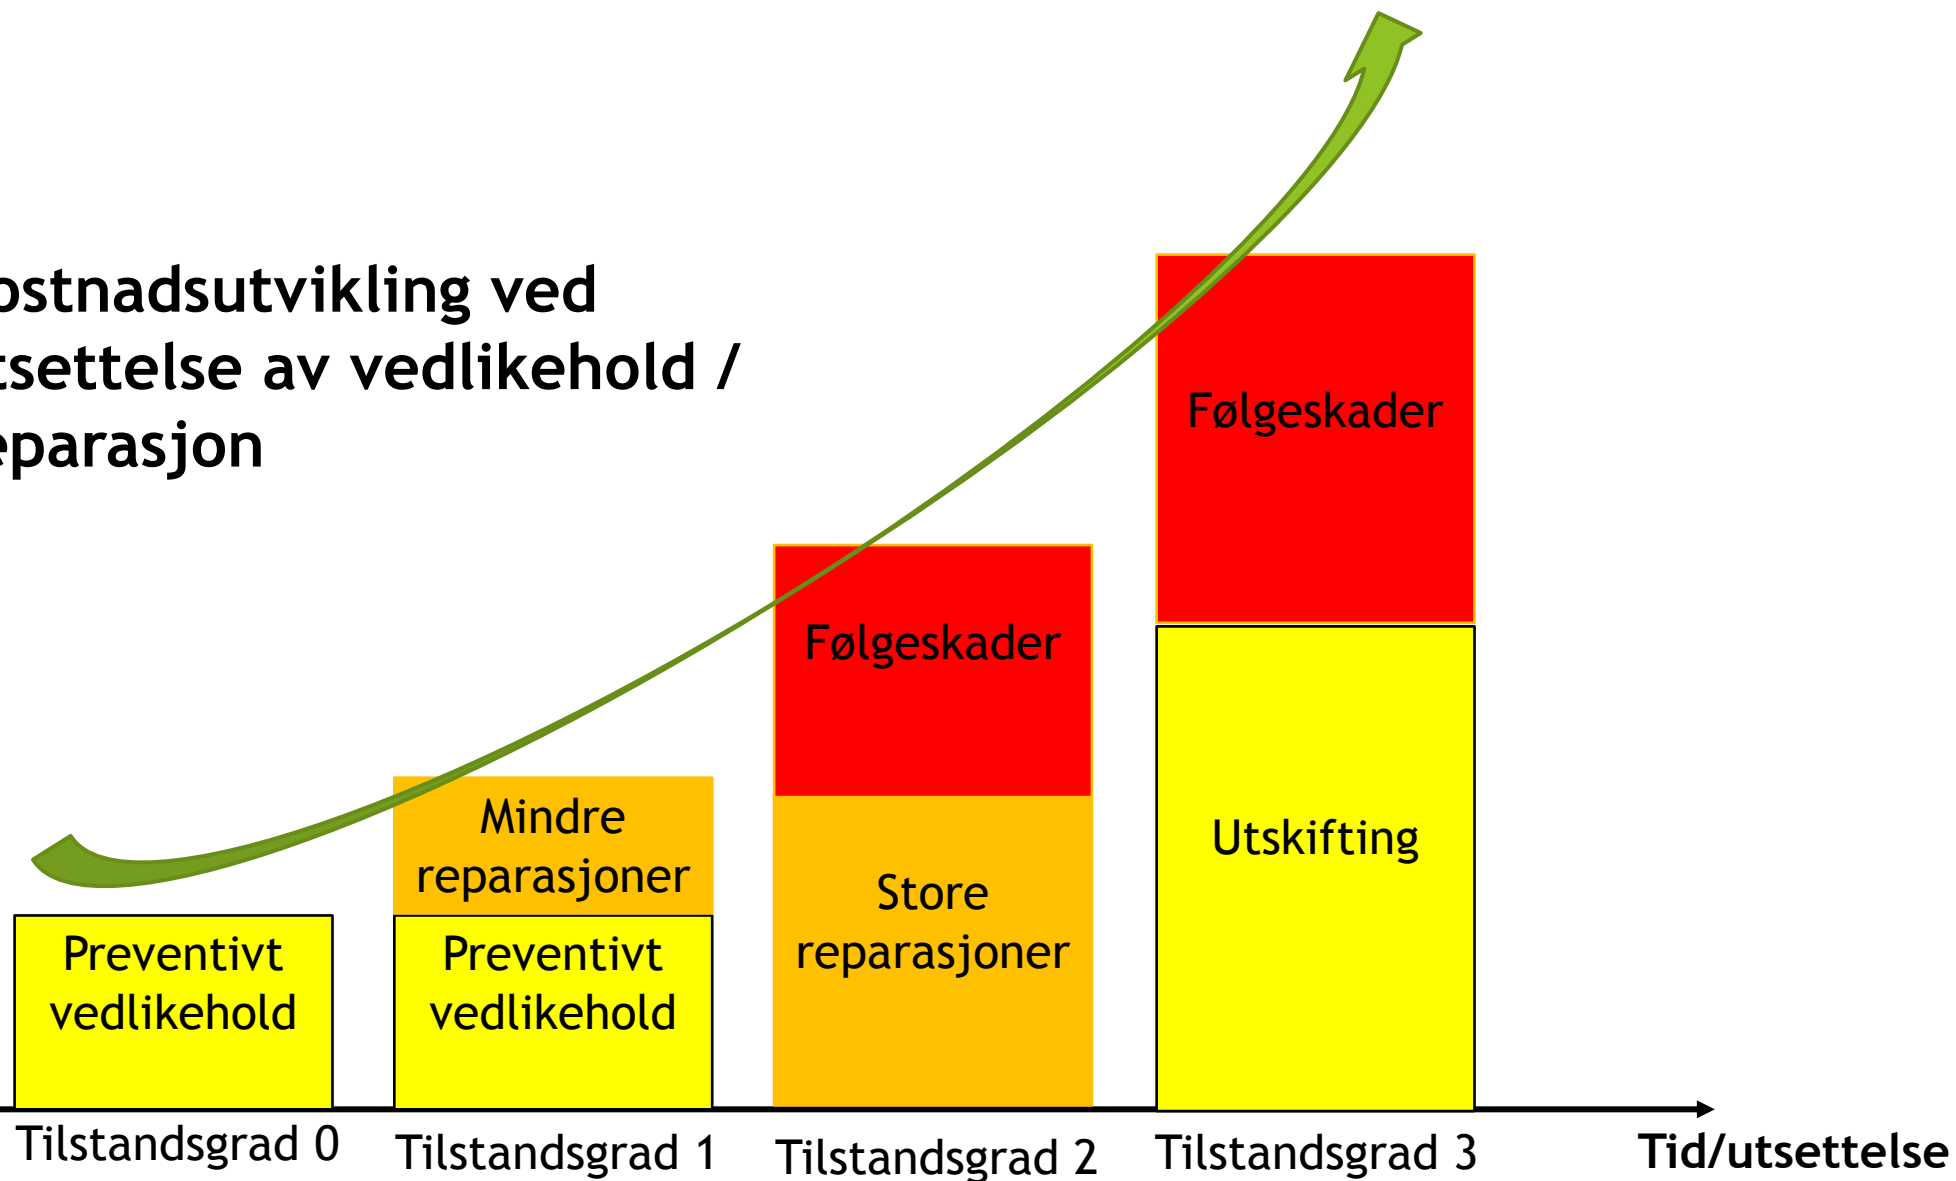 ostnadsutvikling ved
tsettelse av vedlikehold /
eparasjon
Følgeskader
Følgeskader
Mindre
reparasjoner
Utskifting
Store
reparasjoner
Preventivt
vedlikehold
Preventivt
vedlikehold
Tilstandsgrad 0
Tilstandsgrad 1
Tilstandsgrad 2
Tilstandsgrad 3
Tid/utsettelse